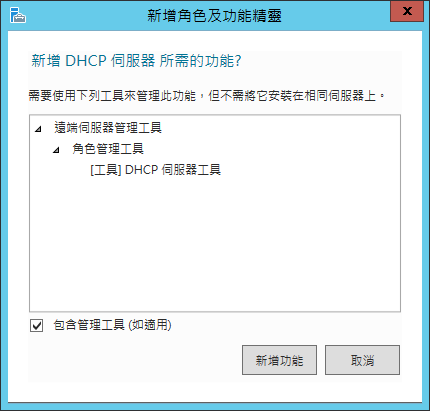 新增角色及功能精靈
x
新增 DHCP 伺服器 所需的功能?
需要使用下列工具來管理此功能，但不需將它安裝在相同伺服器上。
遠端伺服器管理工具
角色管理工具
[工具] DHCP 伺服器工具
包含管理工具 (如適用)
新增功能
取消